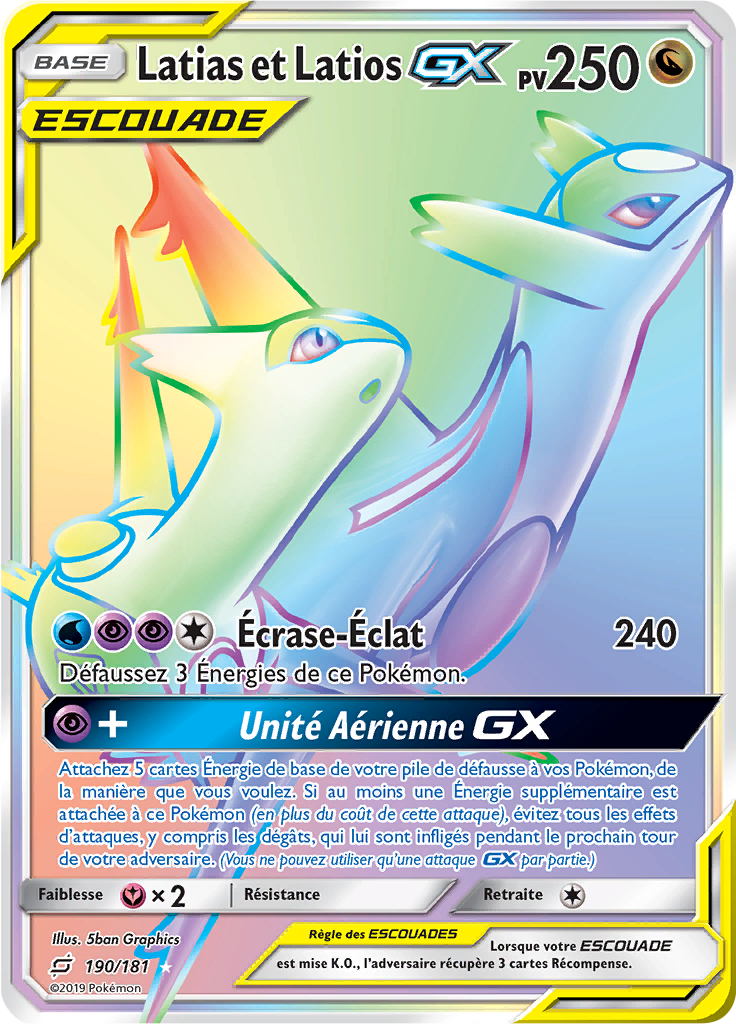 BASE Latias et Latios GX PV250
ESCOUADE
Écrase-Éclat 240
Défaussez 3 Énergies de ce Pokémon.
+ Unité Aérienne GX
Attachez 5 cartes Énergie de base de votre pile de défausse à vos Pokémon, de
la manière que vous voulez. Si au moins une Énergie supplémentaire est
attachée à ce Pokémon (en plus du coût de cette attaque), évitez tous les effets
d'attaques, y compris les dégâts, qui lui sont infligés pendant le prochain tour
de votre adversaire. (Vous ne pouvez utiliser qu'une attaque GX par partie.)
Faiblesse ×2 Résistance Retraite
Illus. 5ban Graphics
190/181
©2019 Pokémon
Règle des ESCOUADES
Lorsque votre ESCOUADE
est mise K.O., l'adversaire récupère 3 cartes Récompense.